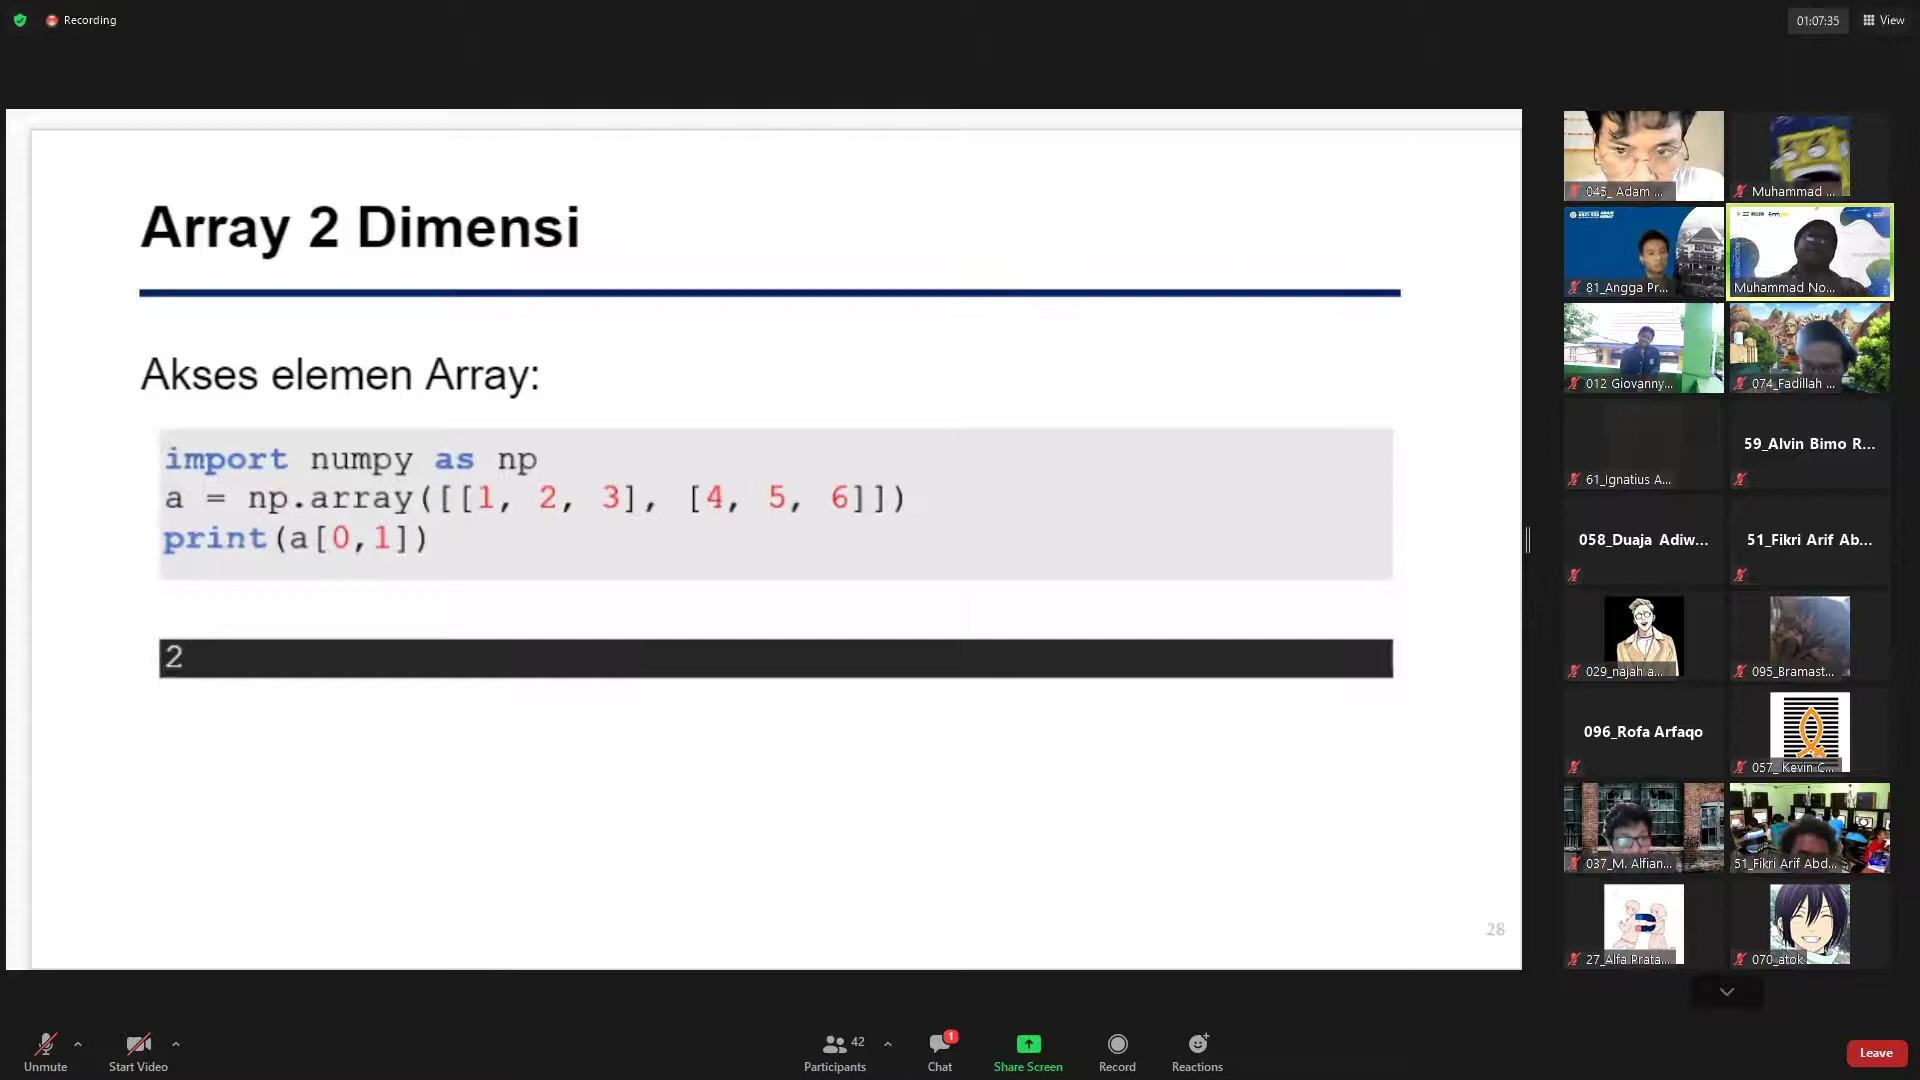 Recording
01:07:35
View
Array 2 Dimensi
Akses elemen Array:
import numpy as np
a = np.array([[1, 2, 3], [4, 5, 6]])
print(a[0,1])
2
28
045_ Adam ...
Muhammad ...
81_Angga Pr...
Muhammad No...
012 Giovanny...
074_Fadillah ...
61_Ignatius A...
59_Alvin Bimo R...
058_Duaja Adiw...
51_Fikri Arif Ab...
029_najah a...
095_Bramast...
096_Rofa Arfaqo
057_ Kevin C...
037_M. Alfian...
51_Fikri Arif Abd...
27_Alfa Prata...
070_atok
Unmute
Start Video
42
Participants
1
Chat
Share Screen
Record
Reactions
Leave